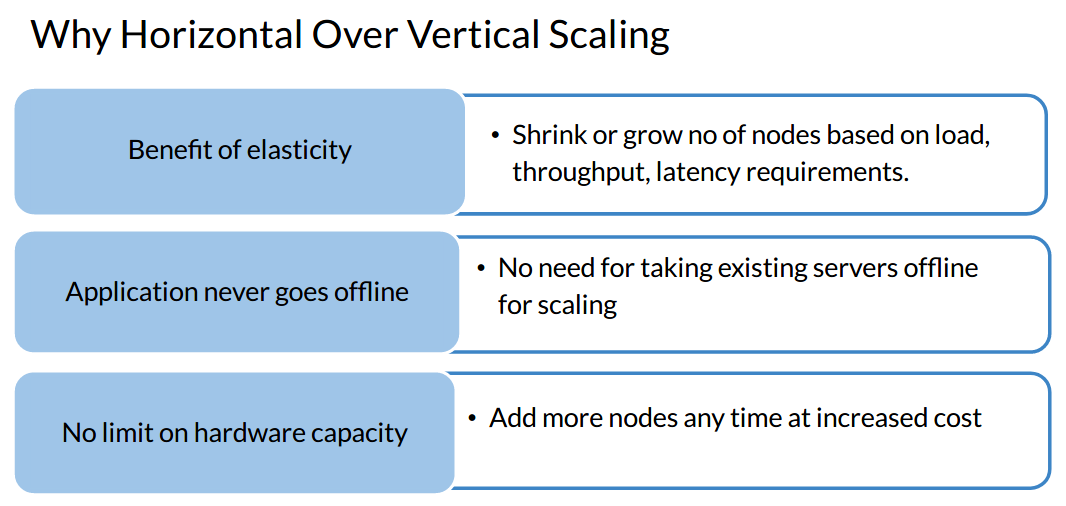 Why Horizontal Over Vertical Scaling
Benefit of elasticity
• Shrink or grow no of nodes based on load,
throughput, latency requirements.
Application never goes offline
• No need for taking existing servers offline
for scaling
No limit on hardware capacity
• Add more nodes any time at increased cost